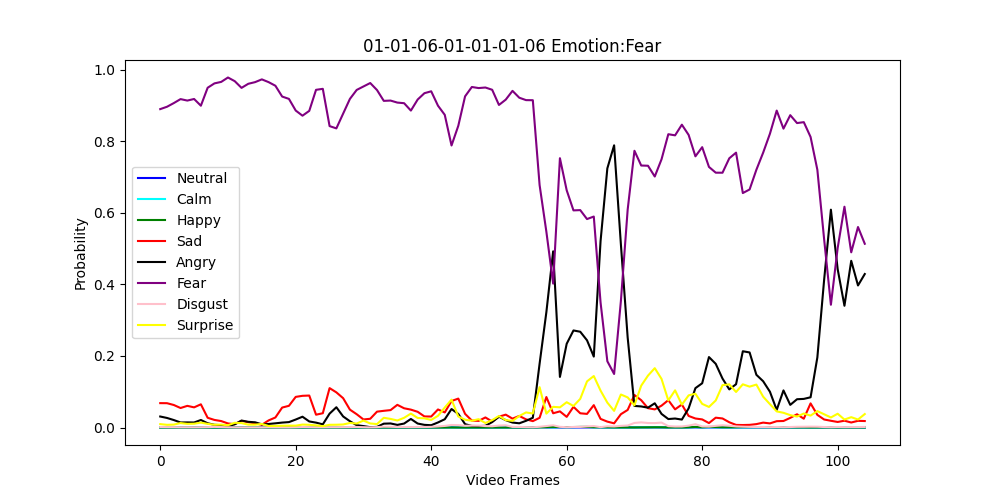 01-01-06-01-01-01-06 Emotion:Fear
1.0
0.8
0.6
0.4
0.2
0.0
Probability
Neutral
Calm
Happy
Sad
Angry
Fear
Disgust
Surprise
0 20 40 60 80 100
Video Frames